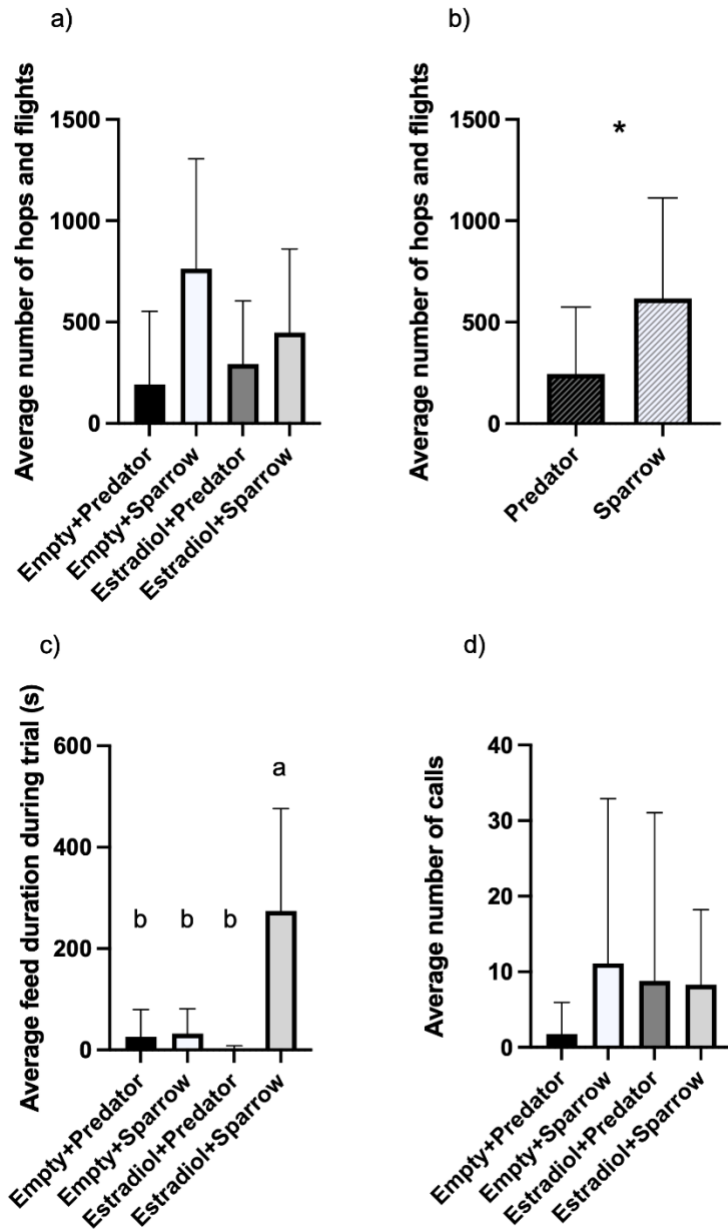 a)
Average number of hops and flights
1500
1000
500
0
Empty+Predator
Empty+Sparrow
Estradiol+Predator
Estradiol+Sparrow
b)
Average number of hops and flights
1500
1000
500
0
*
Predator
Sparrow
c)
Average feed duration during trial (s)
600
400
200
0
b
b
b
a
Empty+Predator
Empty+Sparrow
Estradiol+Predator
Estradiol+Sparrow
d)
Average number of calls
40
30
20
10
0
Empty+Predator
Empty+Sparrow
Estradiol+Predator
Estradiol+Sparrow